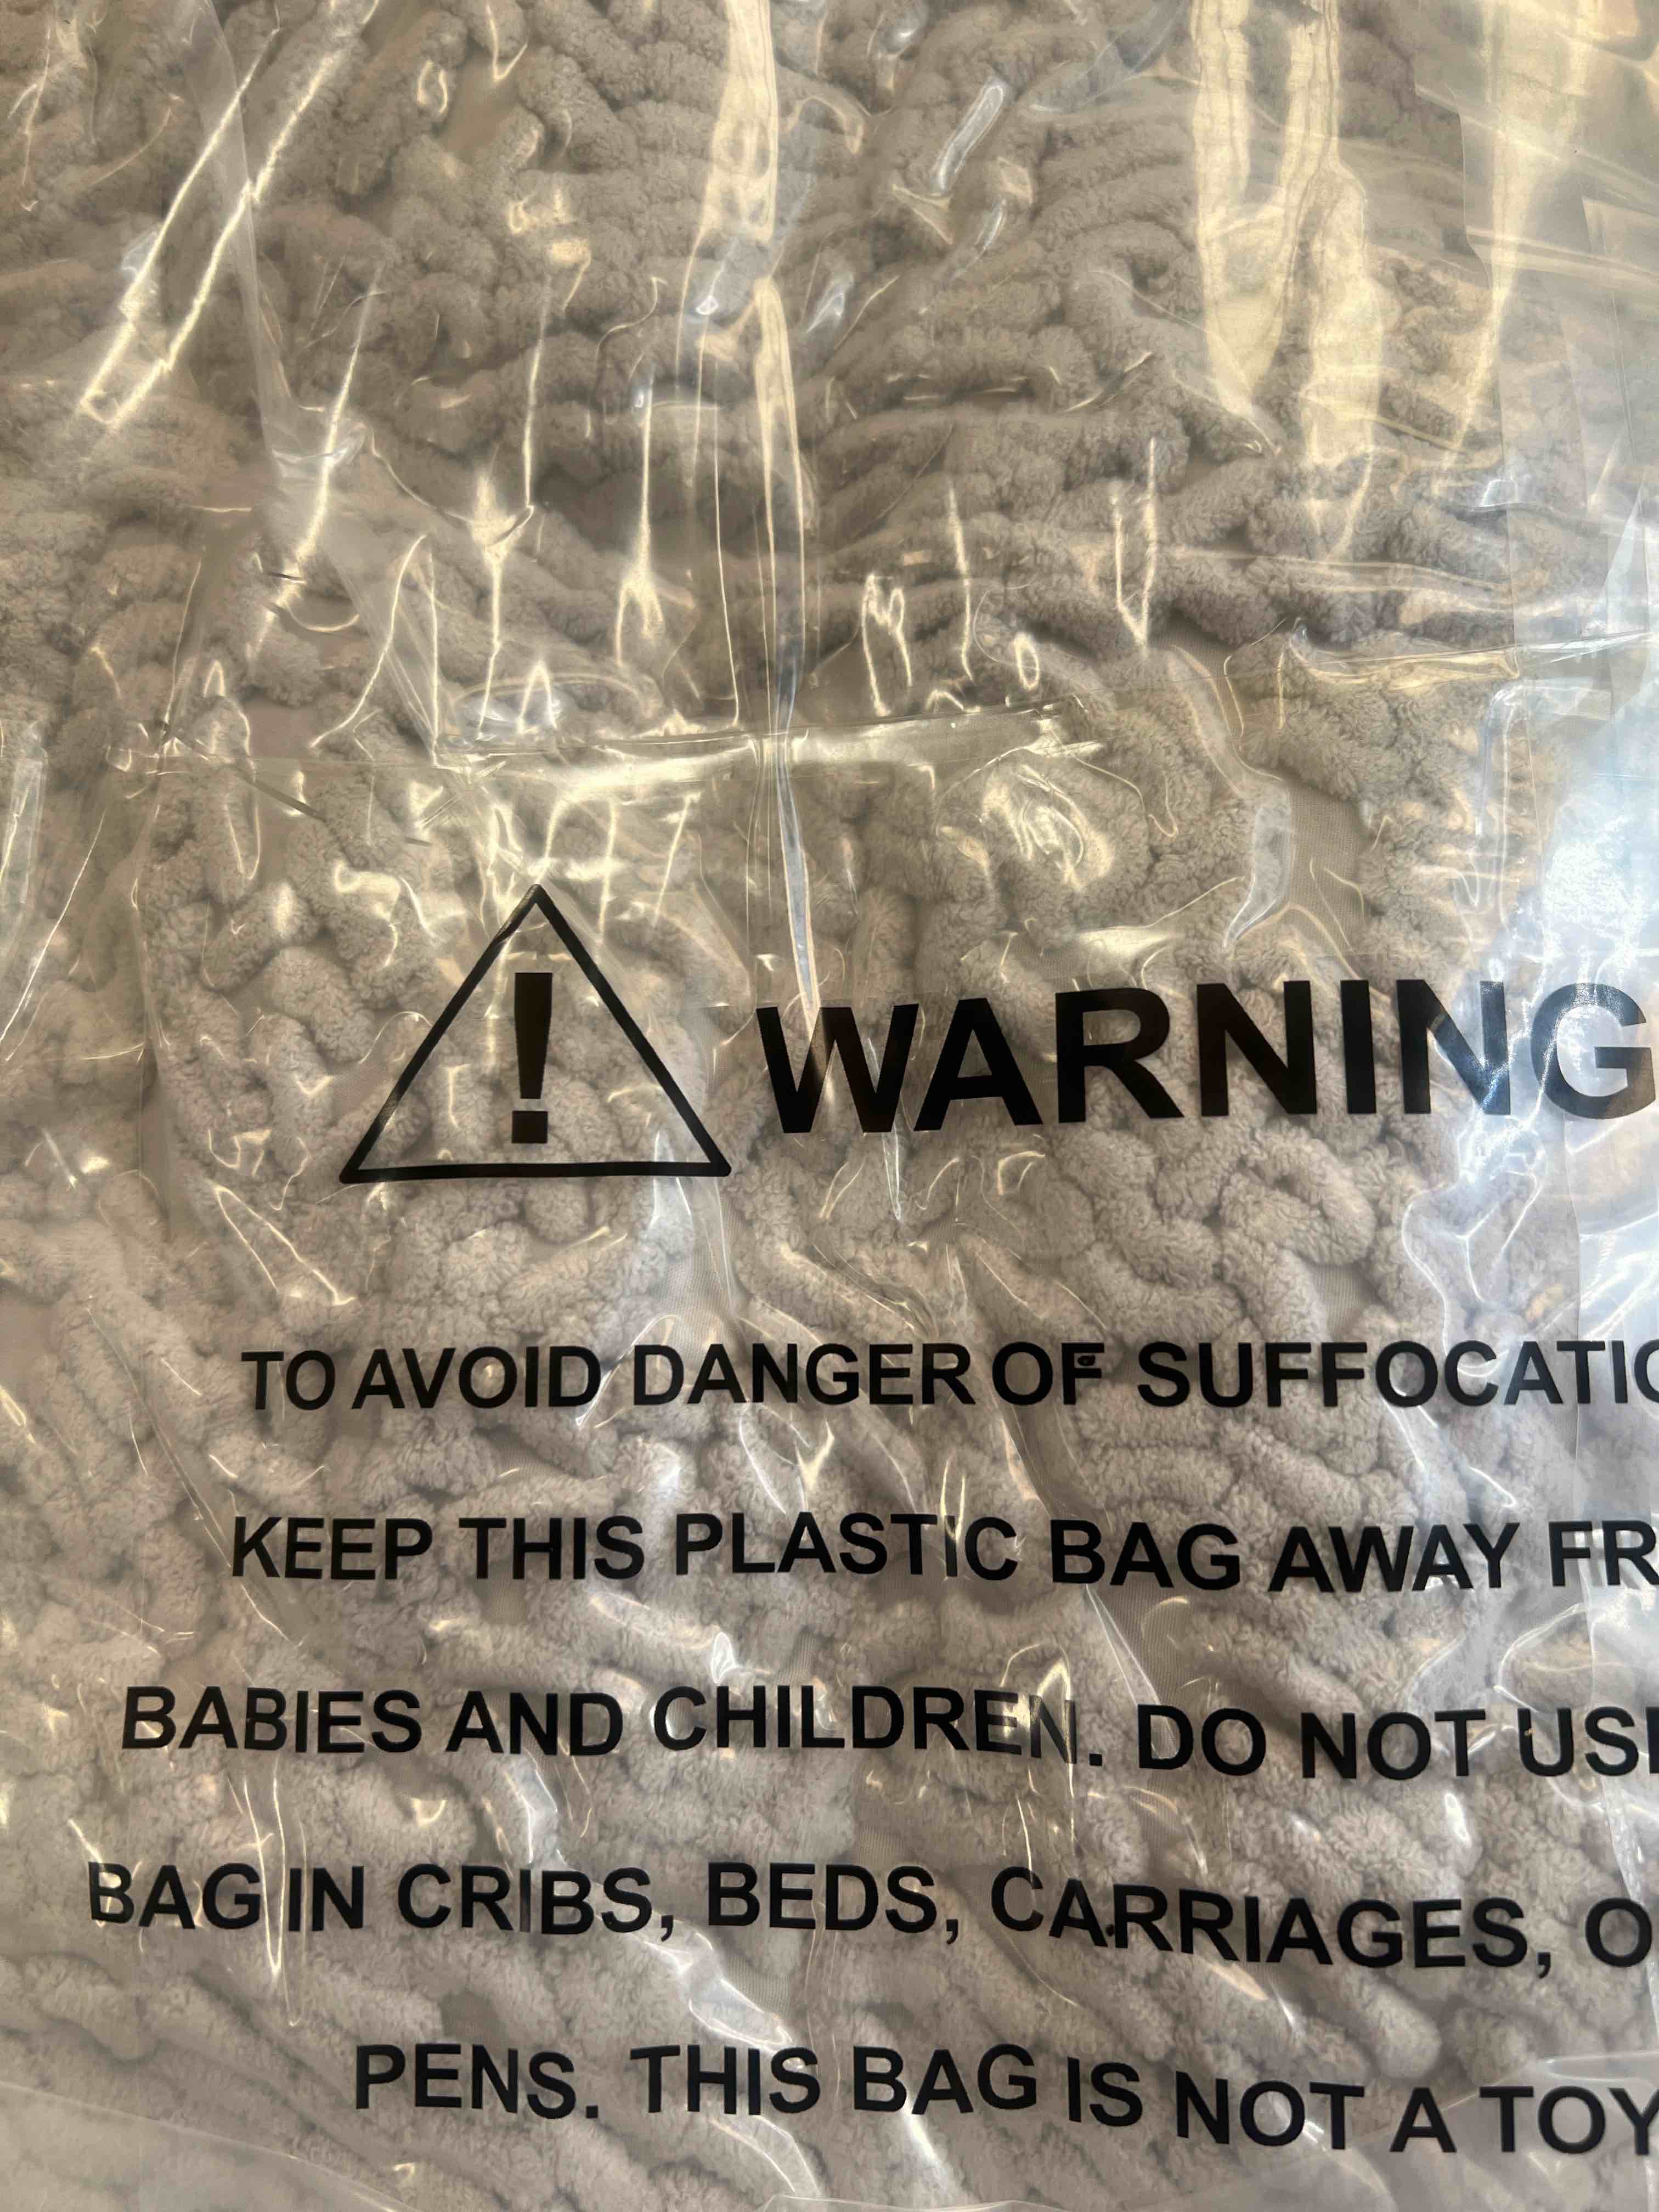 ! WARNING
TO AVOID DANGER OF SUFFOCATIO
KEEP THIS PLASTIC BAG AWAY FR
BABIES AND CHILDREN. DO NOT USE
BAG IN CRIBS, BEDS, CARRIAGES, O
PENS. THIS BAG IS NOT A TOY